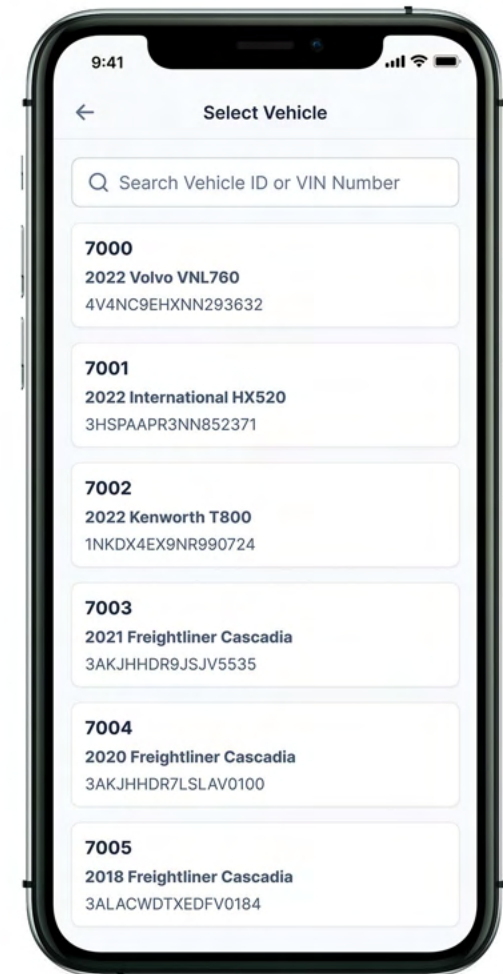 9:41
Select Vehicle
Search Vehicle ID or VIN Number
7000
2022 Volvo VNL760
4V4NC9EHXNN293632
7001
2022 International HX520
3HSPAAPR3NN852371
7002
2022 Kenworth T800
1NKDX4EX9NR990724
7003
2021 Freightliner Cascadia
3AKJHHDR9JSJV5535
7004
2020 Freightliner Cascadia
3AKJHHDR7LSLAV0100
7005
2018 Freightliner Cascadia
3ALACWDTXEDFV0184